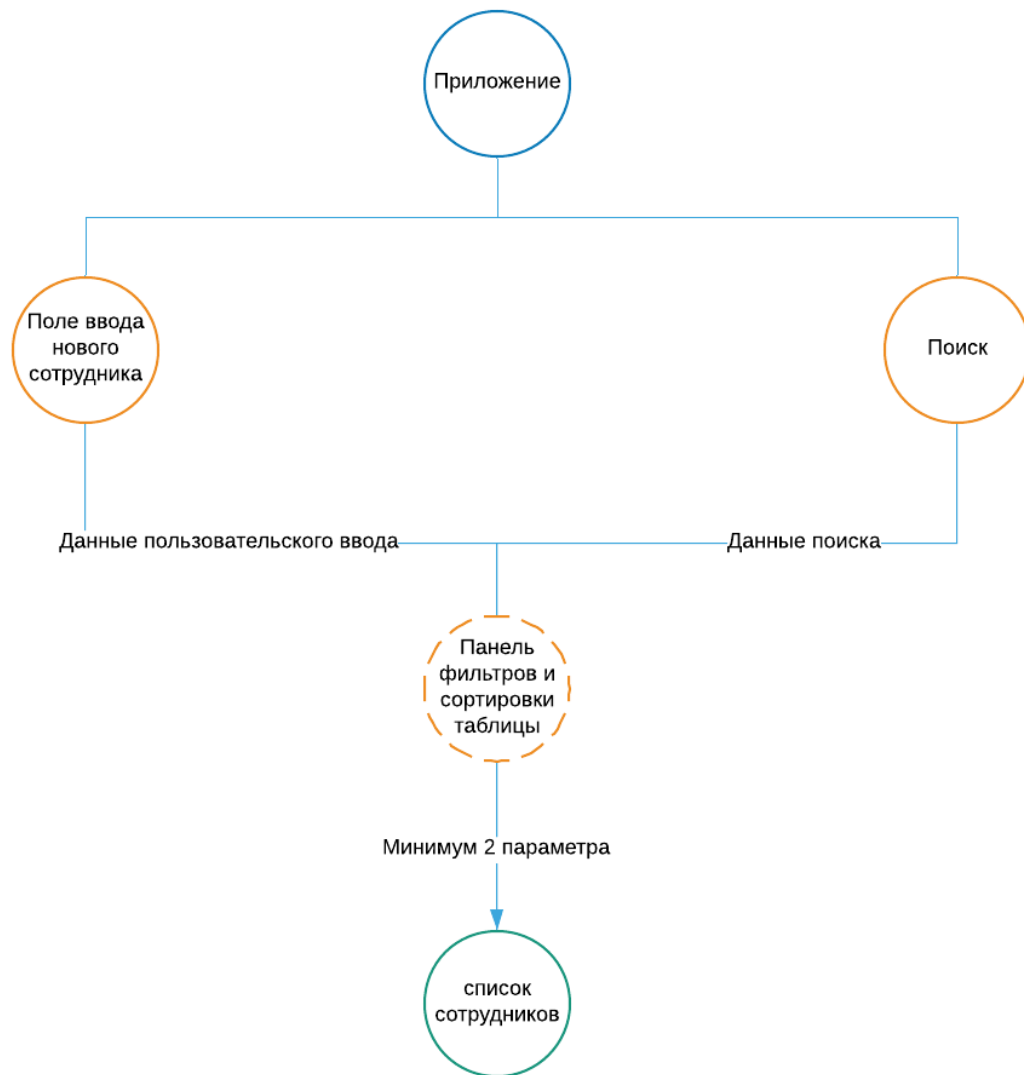 Приложение
Поле ввода
нового
сотрудника
Поиск
Данные пользовательского ввода
Данные поиска
Панель
фильтров и
сортировки
таблицы
Минимум 2 параметра
список
сотрудников